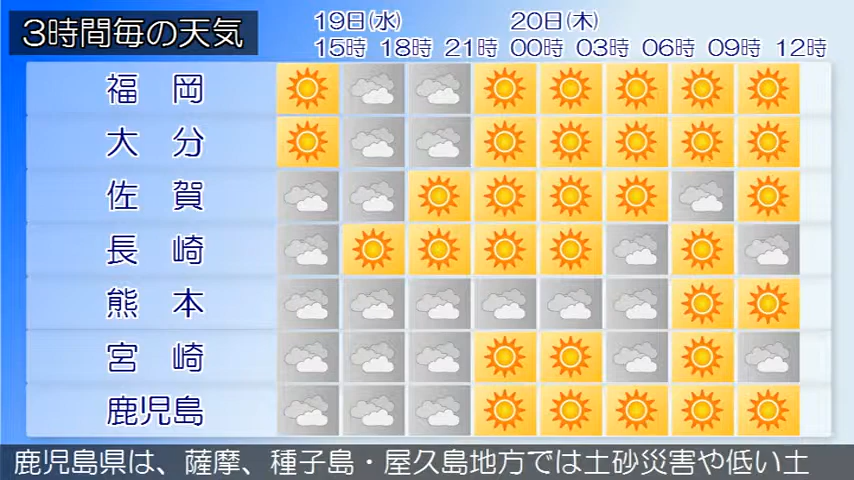 3時間毎の天気
19日(水) 20日(木)
15時 18時 21時 00時 03時 06時 09時 12時
福岡
大分
佐賀
長崎
熊本
宮崎
鹿児島
鹿児島県は、薩摩、種子島・屋久島地方では土砂災害や低い土